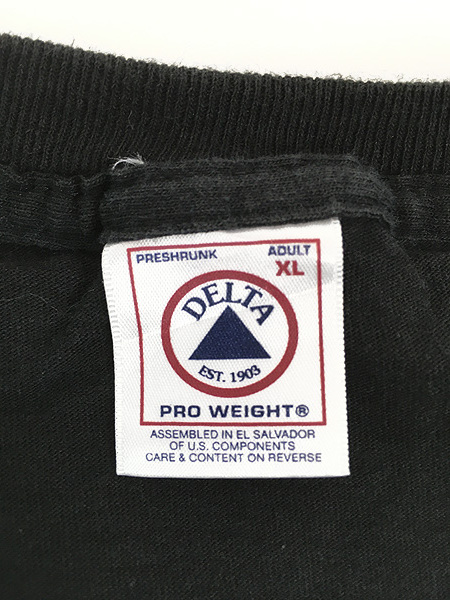 PRESHRUNK ADULT
XL
DELTA
EST. 1903
PRO WEIGHT®
ASSEMBLED IN EL SALVADOR
OF U.S. COMPONENTS
CARE & CONTENT ON REVERSE